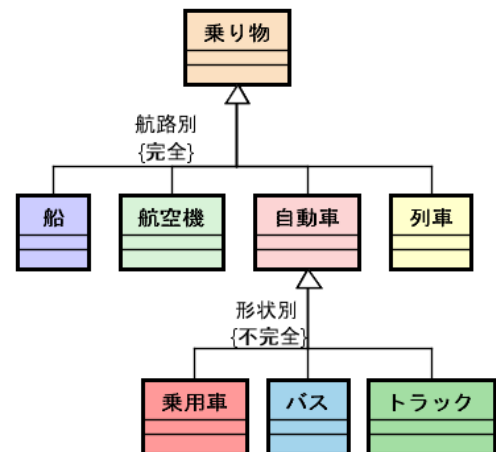 乗り物
航路別
{完全}
船
航空機
自動車
列車
形状別
{不完全}
乗用車
バス
トラック